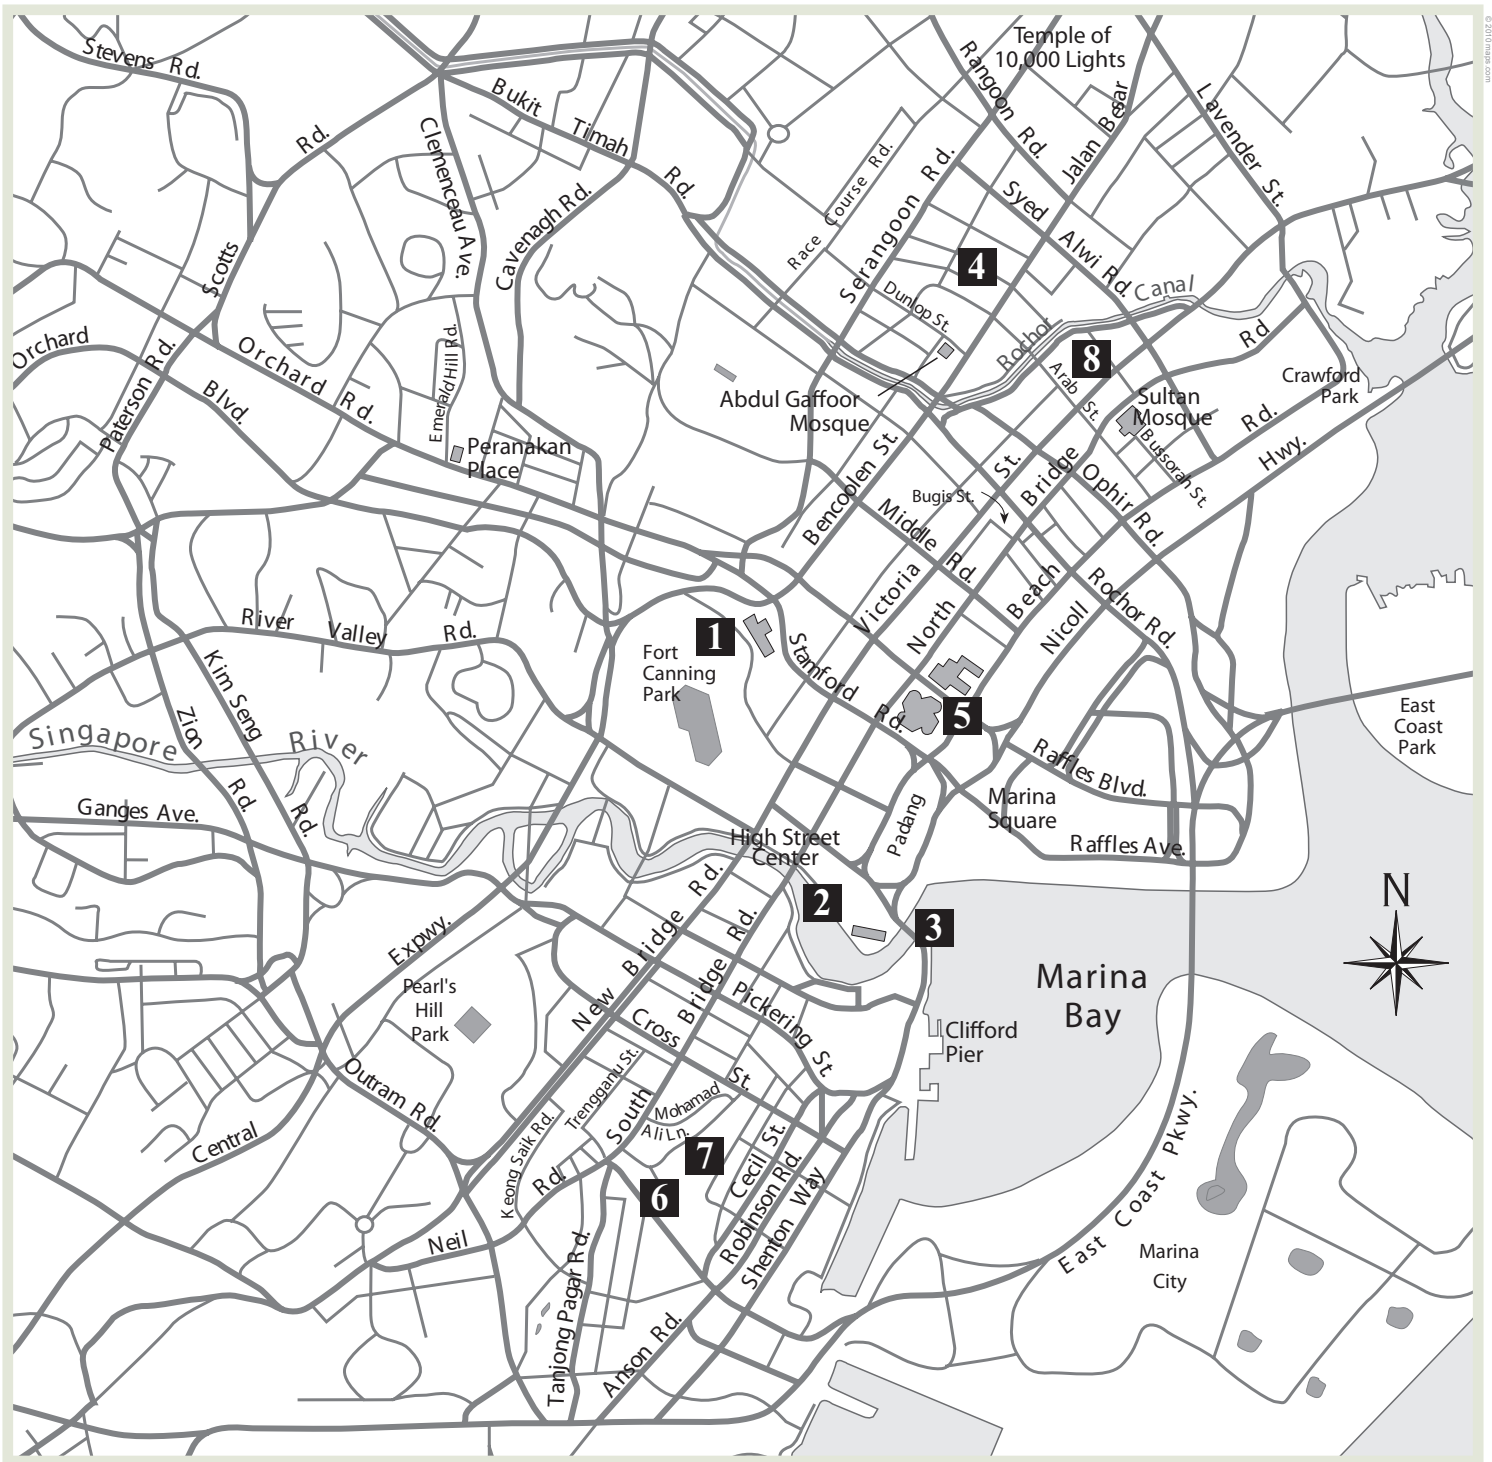 © 2010 maps.com
Temple of
10,000 Lights
Stevens Rd.
Bukit Timah Rd.
Rd.
Clemenceau Ave.
Cavenagh Rd.
Rangoon Rd.
Jalan Besar
Lavender St.
Race Course Rd.
Serangoon Rd.
Syed Alwi Rd.
Scotts
4
Dunlop St.
Rochor Canal
Orchard
Orchard Rd.
Blvd.
Paterson Rd.
Emerald Hill Rd.
Peranakan
Place
Abdul Gaffoor
Mosque
8
Arab St.
Sultan
Mosque
Bussorah St.
Rd
Crawford
Park
Rd.
Hwy.
Bencoolen St.
Bugis St.
St.
Bridge
Ophir Rd.
Middle Rd.
Victoria
North
Beach
Nicoll
Rochor Rd.
River Valley Rd.
Kim Seng
Rd.
Zion
Rd.
1
Fort
Canning
Park
Stamford
Rd.
5
East
Coast
Park
Singapore River
Ganges Ave.
Raffles Blvd.
Marina
Square
Raffles Ave.
Padang
High Street
Center
2
3
N
Marina
Bay
Expwy.
New Bridge Rd.
Bridge Rd.
Pearl's
Hill
Park
Pickering St.
Cross St.
Clifford
Pier
Outram Rd.
Central
Trengganu St.
South
Mohamad
Ali Ln.
Keong Saik Rd.
7
6
Cecil St.
Robinson Rd.
Shenton Way
Neil
Rd.
Tanjong Pagar Rd.
Anson Rd.
East Coast Pkwy.
Marina
City